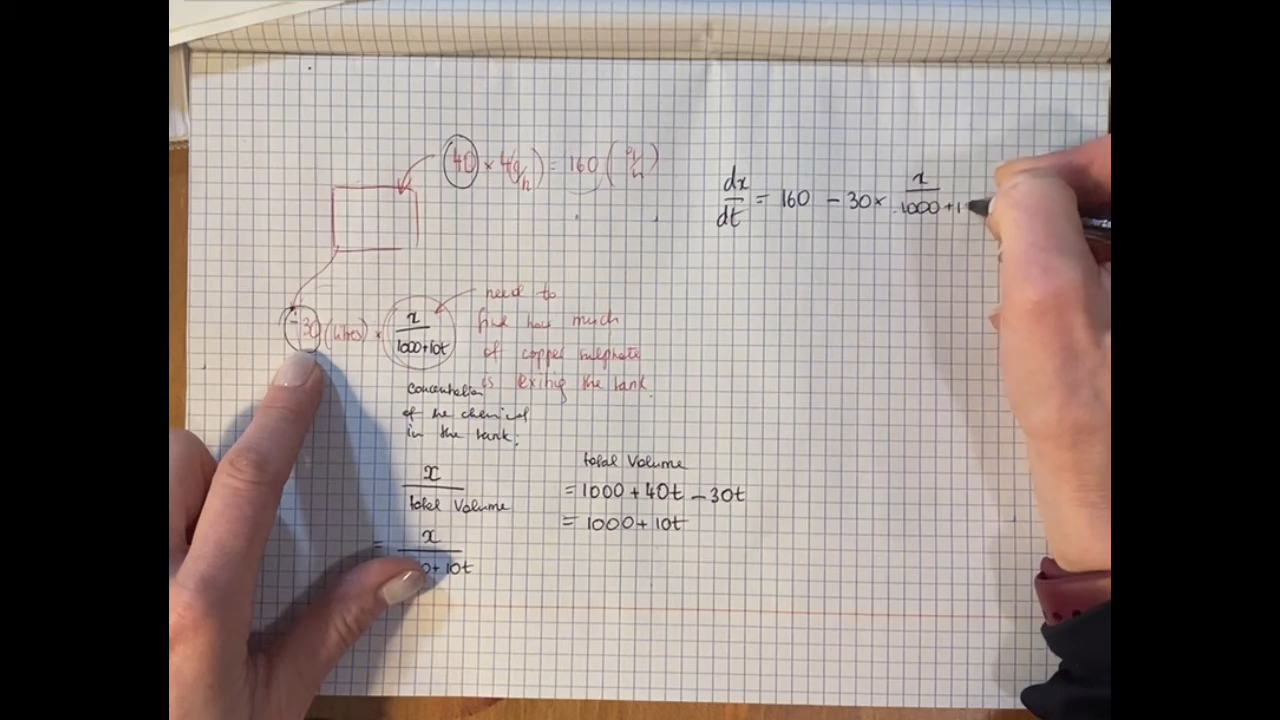 40 × 4(g/h) = 160 (g/h)
dx/dt = 160 - 30 × x/1000+1
-30 (litres) × x/1000+10t
need to
find how much
of copper sulphate
is exiting the tank.
Concentration
of the chemical
in the tank:
x/total Volume
= x/0+10t
total Volume
= 1000 + 40t - 30t
= 1000 + 10t